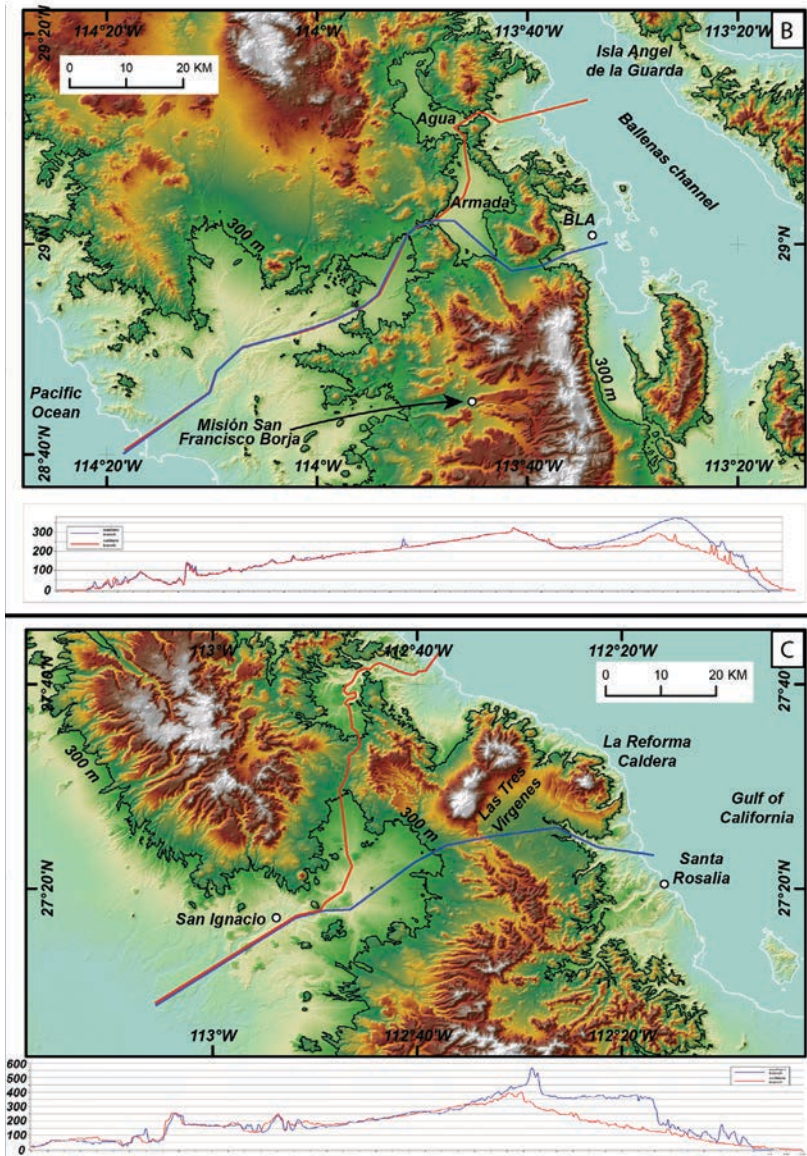 114°20'
114°W
113°40'
113°20'W
B
29°20'
0 10 20 KM
Isla Angel
de la Guarda
Agua
Ballenas channel
Armada
BLA
300 m
29°N
29°N
300 m
Pacific
Ocean
Misión San
Francisco Borja
28°40'
114°20'W
114°W
113°40'W
113°20'W
300
200
100
0
113°W
112°40'W
112°20'W
C
27°40'
0 10 20 KM
27°40'
300 m
La Reforma
Caldera
Las Tres
Virgenes
Gulf of
California
300 m
27°20'
Santa
Rosalia
San Ignacio
27°20'
113°W
112°40'W
112°20'W
600
500
400
300
200
100
0